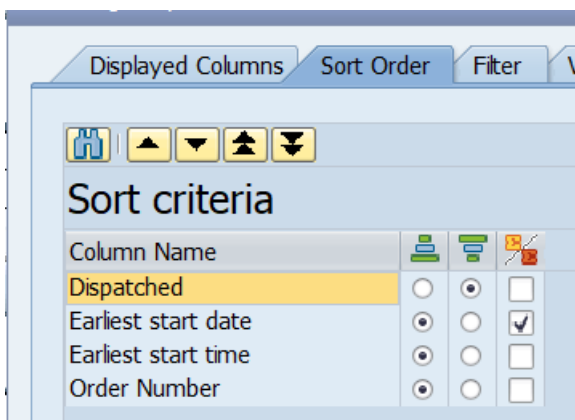 Displayed Columns Sort Order Filter
Sort criteria
Column Name
Dispatched
Earliest start date
Earliest start time
Order Number